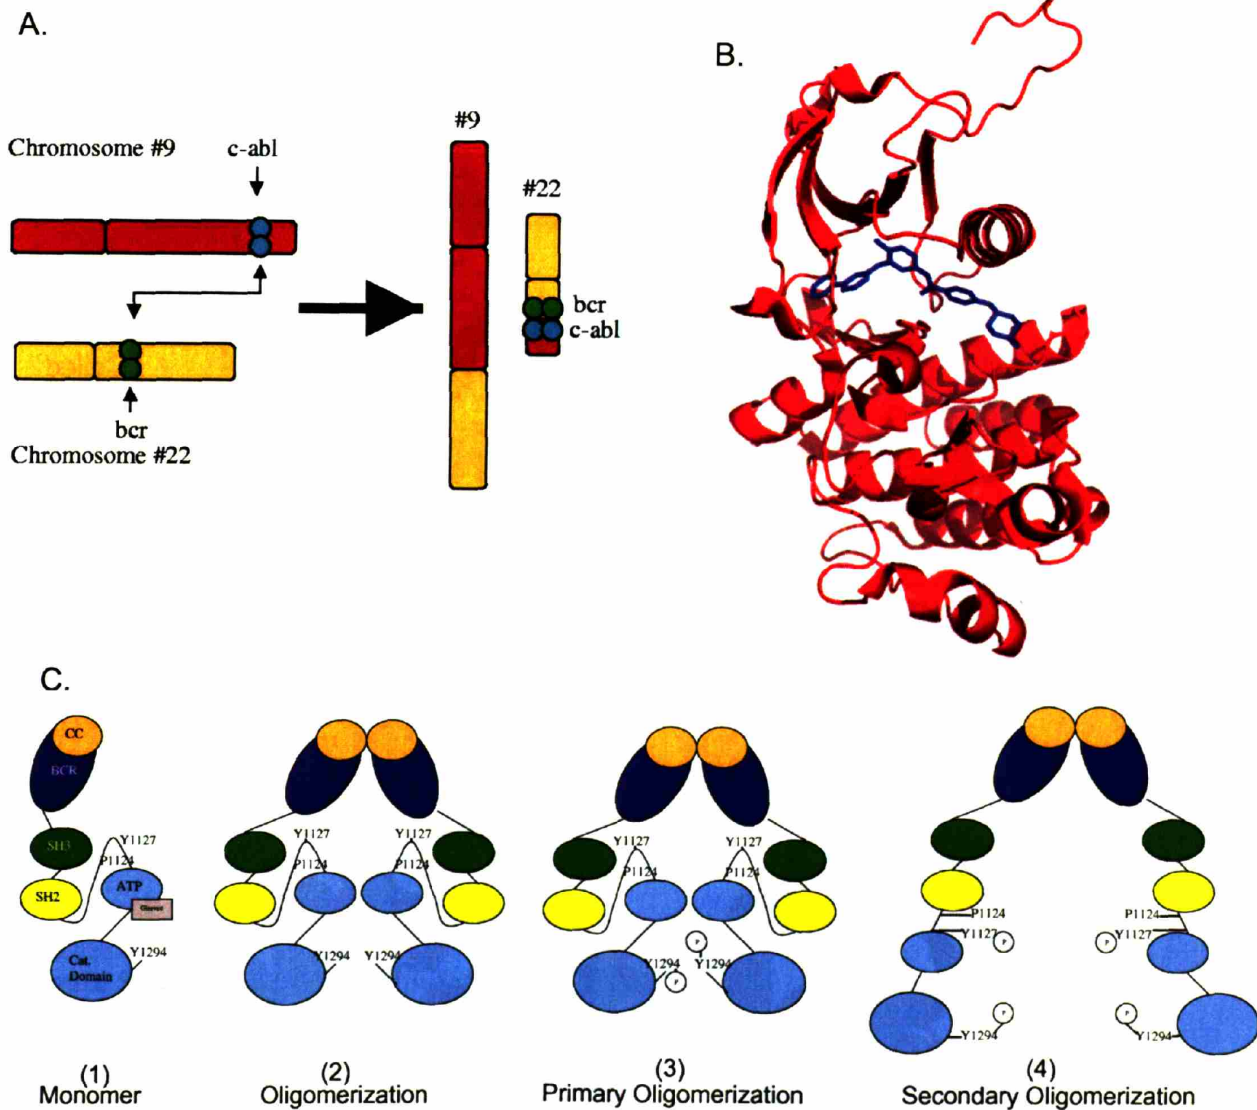 A.
B.
Chromosome #9
c-abl
bcr
Chromosome #22
#9
#22
bcr
c-abl
C.
CC
BCR
SH3
SH2
Y1127
P1124
ATP
Cat.
Domain
Y1294
Y1127
Y1127
P1124
P1124
Y1294
Y1294
Y1127
Y1127
P1124
P1124
P
Y1294
Y1294
P
P1124
Y1127
P
P1124
P
Y1127
P
Y1294
P
Y1294
(1)
Monomer
(2)
Oligomerization
(3)
Primary Oligomerization
(4)
Secondary Oligomerization